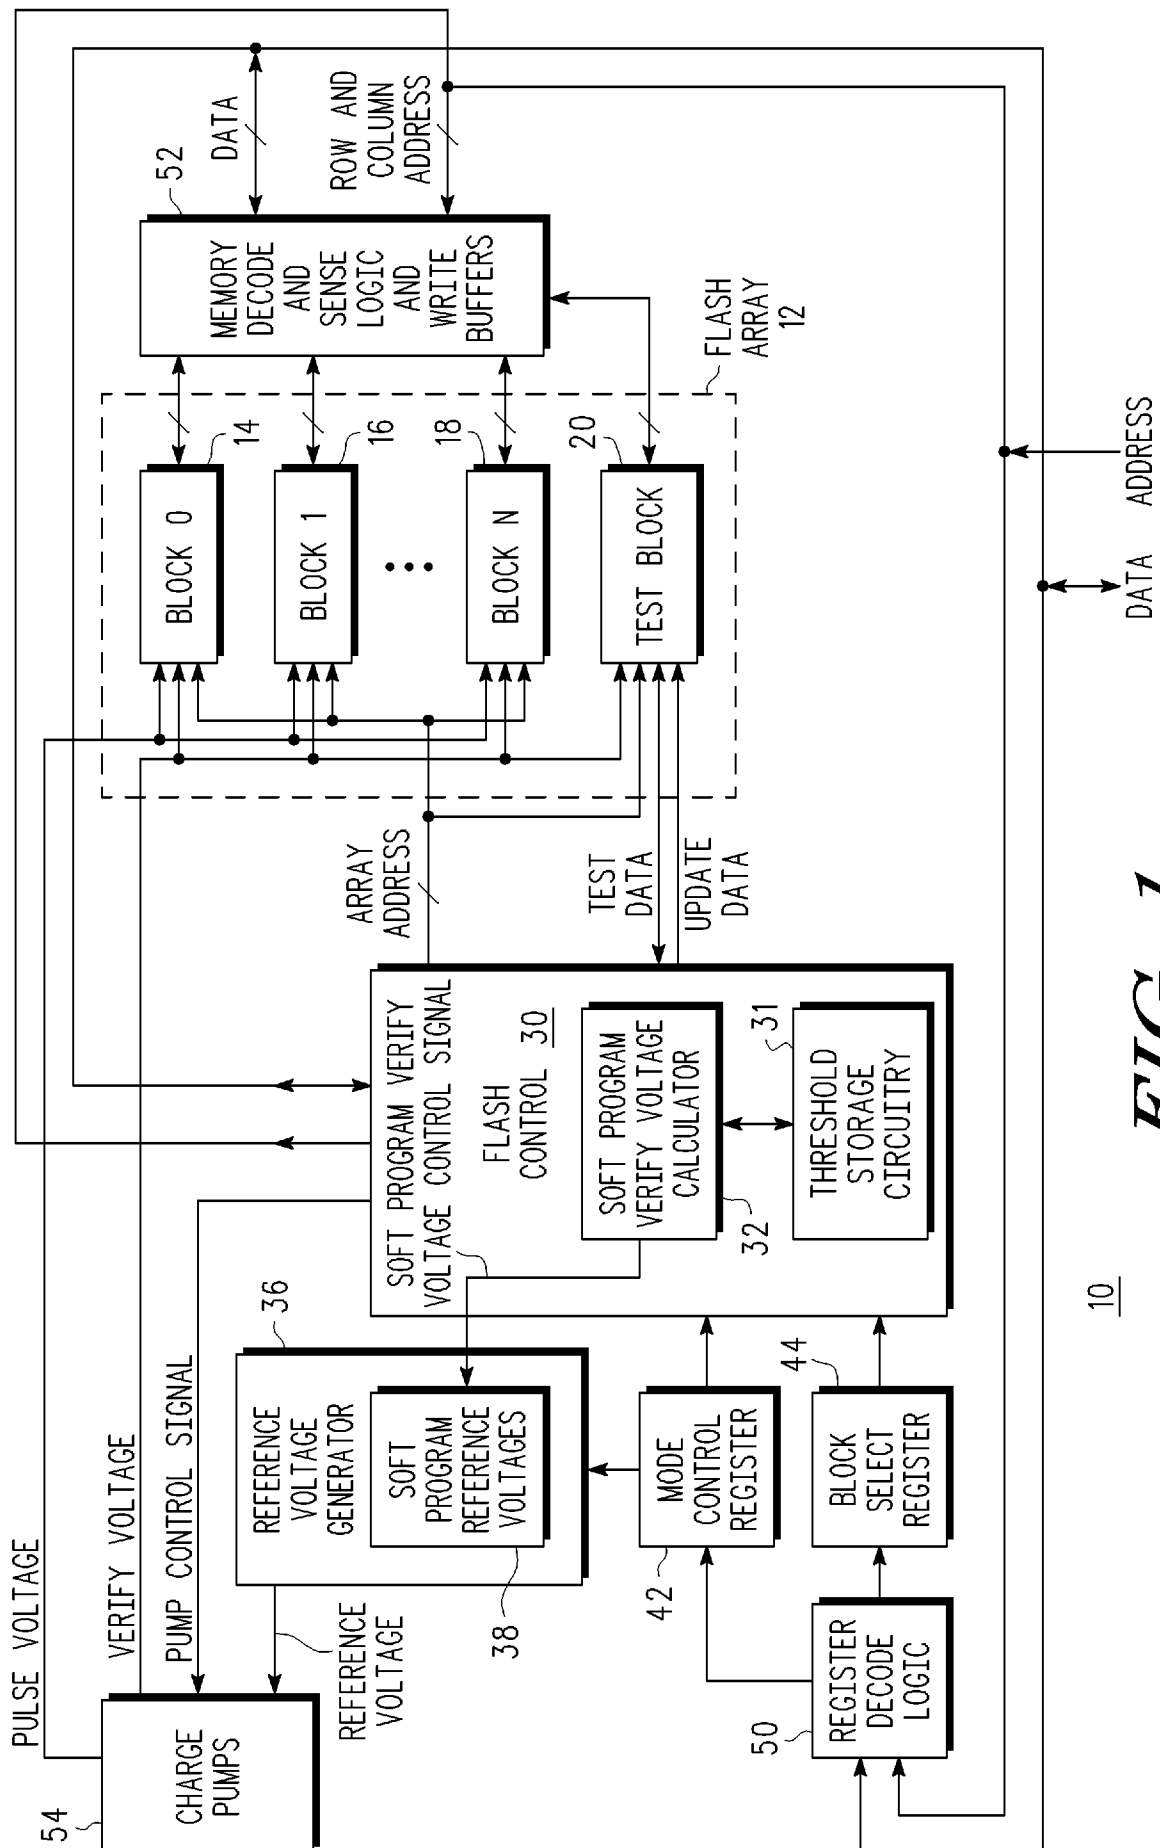 54
CHARGE
PUMPS
PULSE VOLTAGE
VERIFY VOLTAGE
PUMP CONTROL SIGNAL
REFERENCE
VOLTAGE
36
REFERENCE
VOLTAGE
GENERATOR
SOFT
PROGRAM
REFERENCE
VOLTAGES
38
SOFT PROGRAM VERIFY
VOLTAGE CONTROL SIGNAL
FLASH
CONTROL
30
SOFT PROGRAM
VERIFY VOLTAGE
CALCULATOR
32
31
THRESHOLD
STORAGE
CIRCUITRY
MODE
CONTROL
REGISTER
42
44
BLOCK
SELECT
REGISTER
50
REGISTER
DECODE
LOGIC
ARRAY
ADDRESS
TEST
DATA
UPDATE
DATA
BLOCK 0
14
BLOCK 1
16
BLOCK N
18
TEST BLOCK
20
FLASH
ARRAY
12
52
MEMORY
DECODE
AND
SENSE
LOGIC
AND
WRITE
BUFFERS
DATA
ROW AND
COLUMN
ADDRESS
DATA
ADDRESS
10